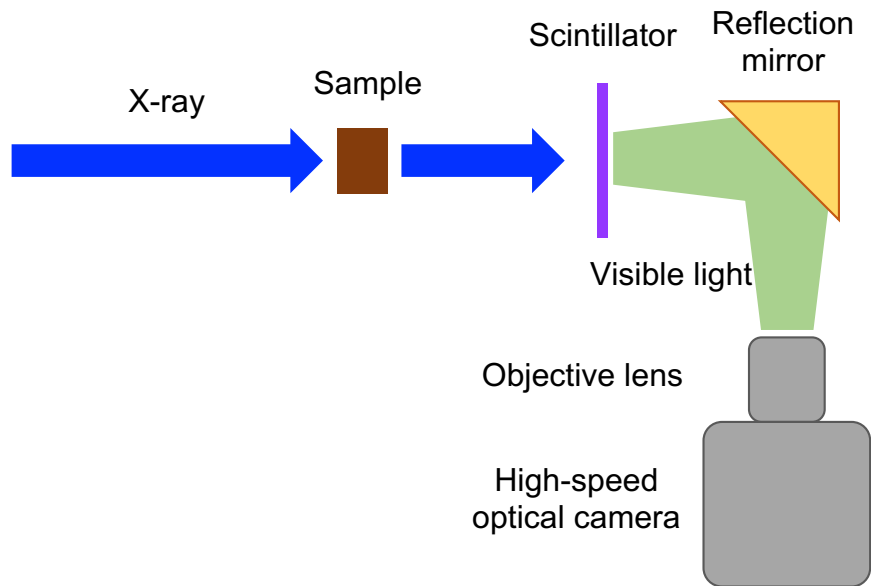 X-ray
Sample
Scintillator
Reflection
mirror
Visible light
Objective lens
High-speed
optical camera